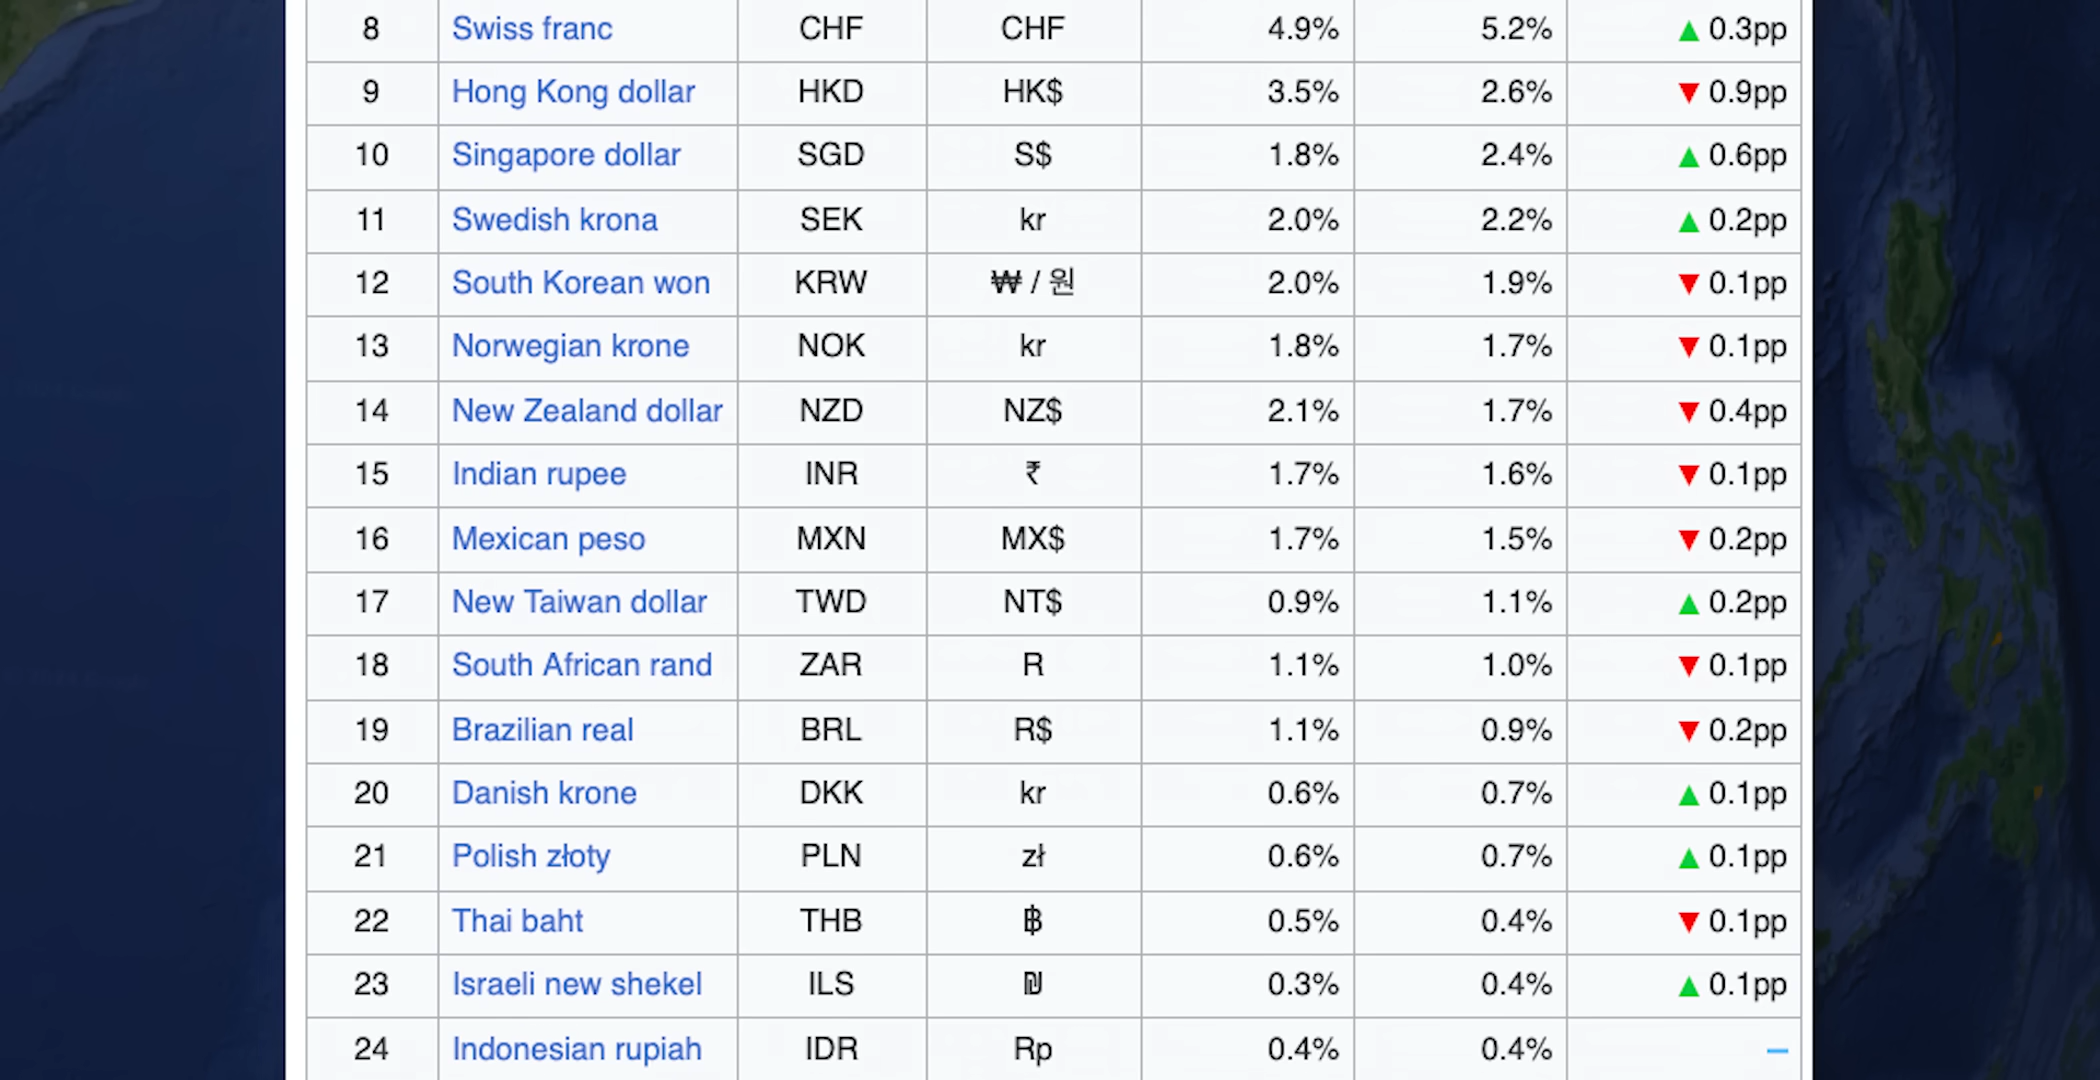 8 Swiss franc CHF CHF 4.9% 5.2% ▲ 0.3pp
9 Hong Kong dollar HKD HK$ 3.5% 2.6% ▼ 0.9pp
10 Singapore dollar SGD S$ 1.8% 2.4% ▲ 0.6pp
11 Swedish krona SEK kr 2.0% 2.2% ▲ 0.2pp
12 South Korean won KRW ₩ / 원 2.0% 1.9% ▼ 0.1pp
13 Norwegian krone NOK kr 1.8% 1.7% ▼ 0.1pp
14 New Zealand dollar NZD NZ$ 2.1% 1.7% ▼ 0.4pp
15 Indian rupee INR ₹ 1.7% 1.6% ▼ 0.1pp
16 Mexican peso MXN MX$ 1.7% 1.5% ▼ 0.2pp
17 New Taiwan dollar TWD NT$ 0.9% 1.1% ▲ 0.2pp
18 South African rand ZAR R 1.1% 1.0% ▼ 0.1pp
19 Brazilian real BRL R$ 1.1% 0.9% ▼ 0.2pp
20 Danish krone DKK kr 0.6% 0.7% ▲ 0.1pp
21 Polish złoty PLN zł 0.6% 0.7% ▲ 0.1pp
22 Thai baht THB ฿ 0.5% 0.4% ▼ 0.1pp
23 Israeli new shekel ILS ₪ 0.3% 0.4% ▲ 0.1pp
24 Indonesian rupiah IDR Rp 0.4% 0.4% –